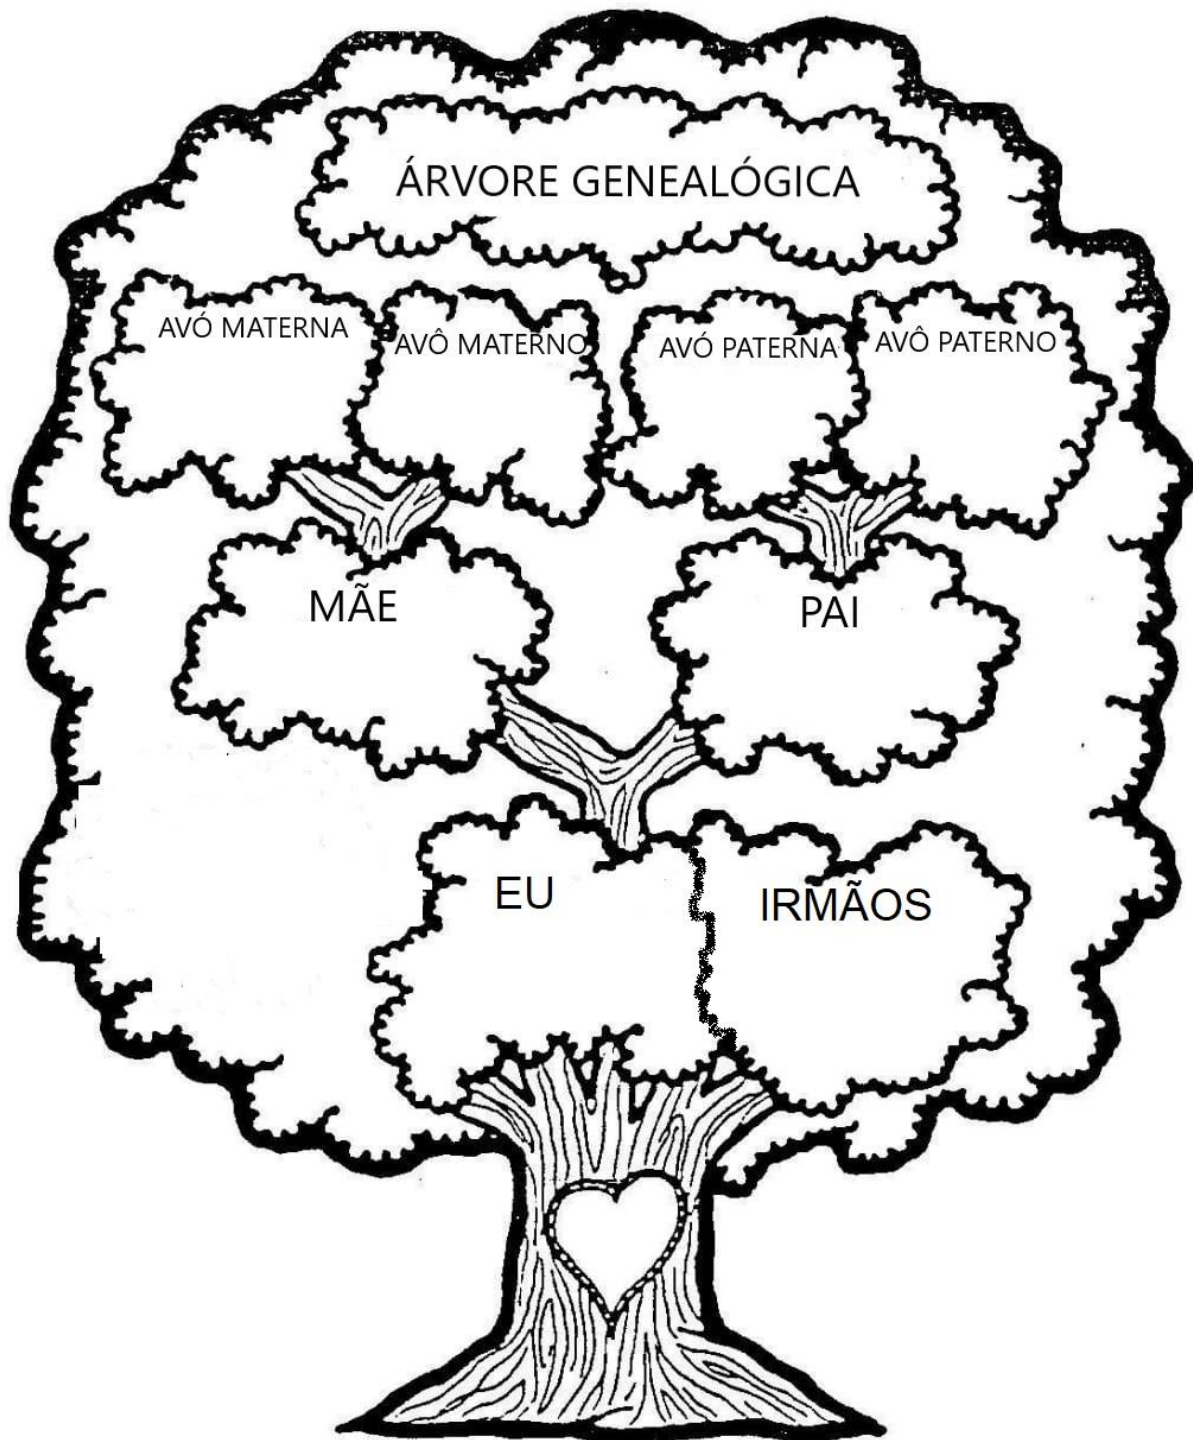 ÁRVORE GENEALÓGICA
AVÓ MATERNA
AVÔ MATERNO
AVÓ PATERNA
AVÔ PATERNO
MÃE
PAI
EU
IRMÃOS